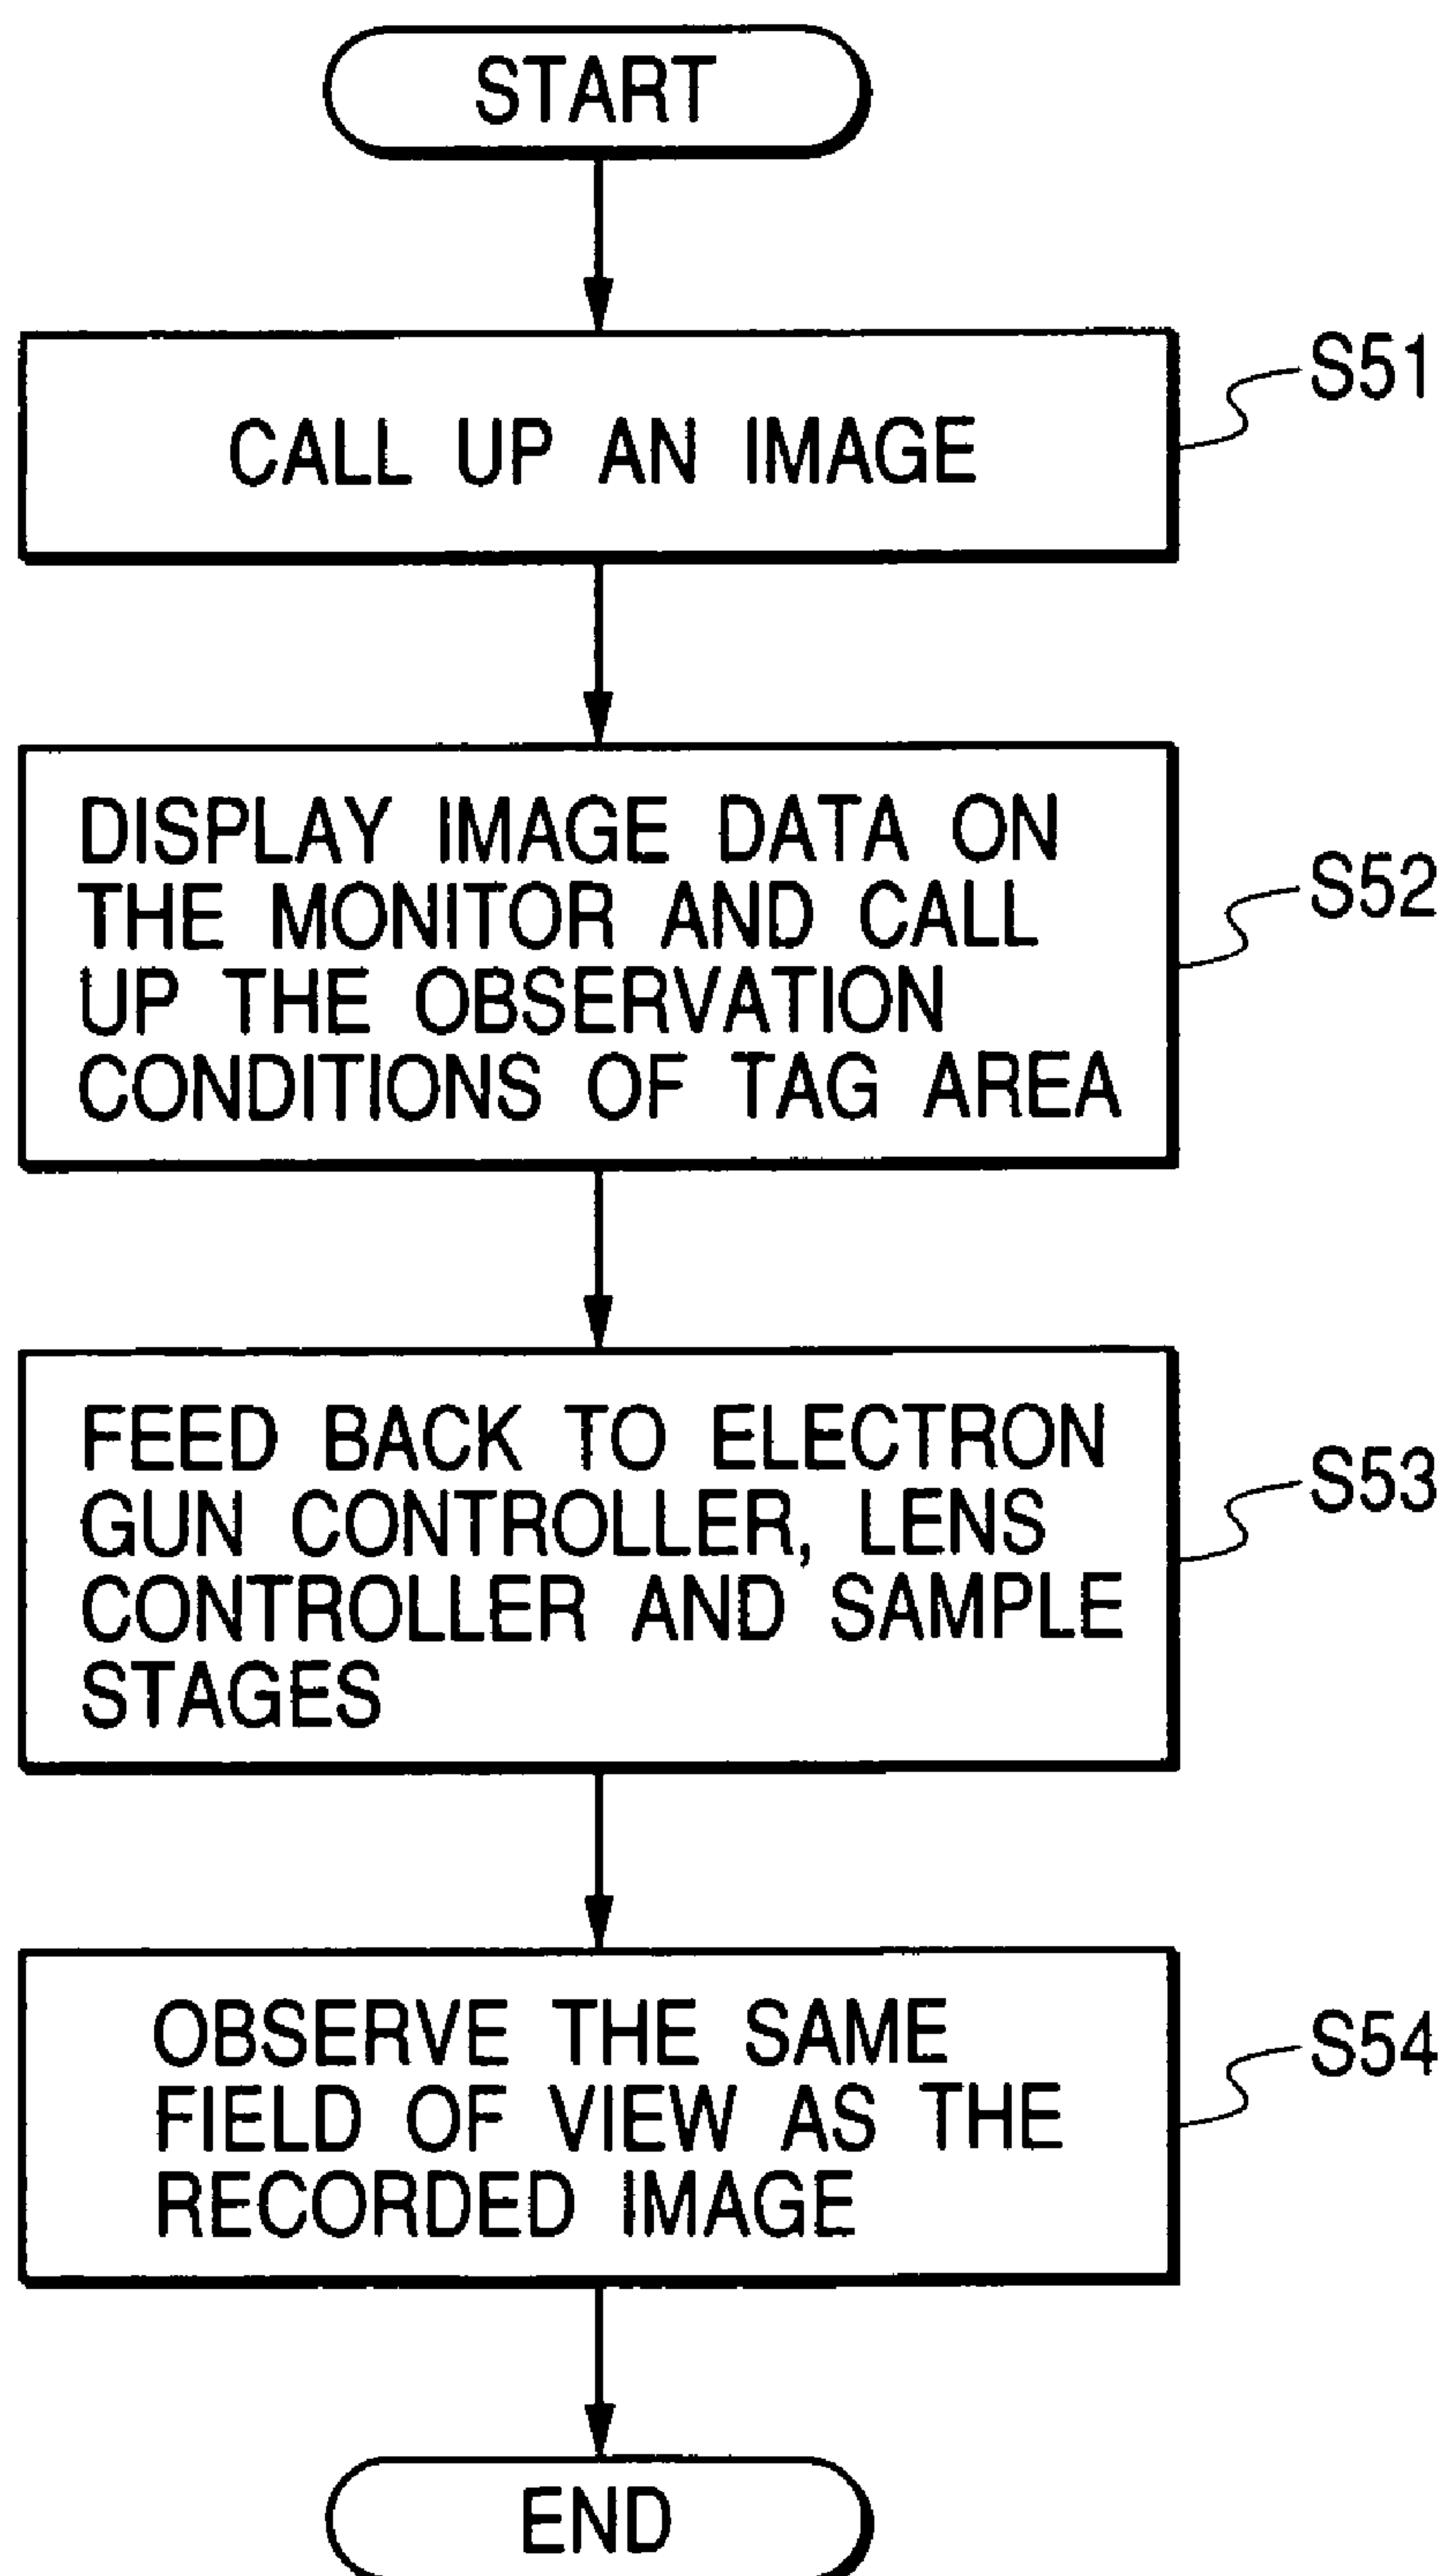 START
CALL UP AN IMAGE
S51
DISPLAY IMAGE DATA ON
THE MONITOR AND CALL
UP THE OBSERVATION
CONDITIONS OF TAG AREA
S52
FEED BACK TO ELECTRON
GUN CONTROLLER, LENS
CONTROLLER AND SAMPLE
STAGES
S53
OBSERVE THE SAME
FIELD OF VIEW AS THE
RECORDED IMAGE
S54
END